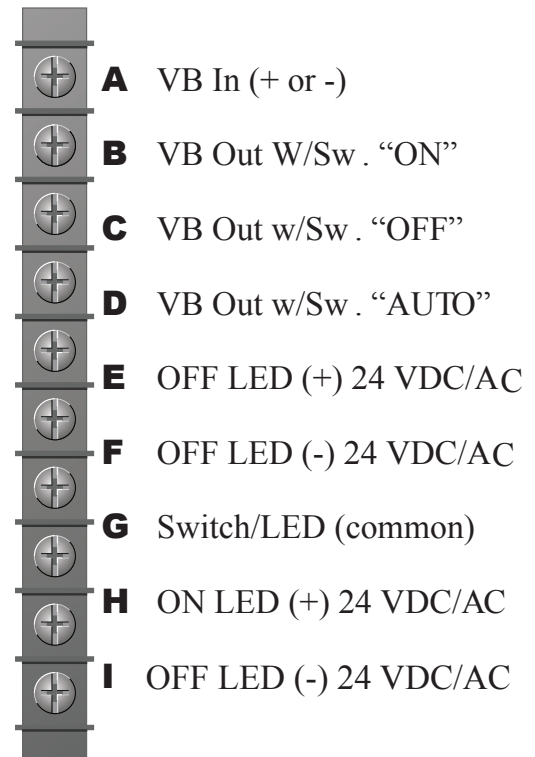 A VB In (+ or -)
B VB Out W/Sw. “ON”
C VB Out w/Sw. “OFF”
D VB Out w/Sw. “AUTO”
E OFF LED (+) 24 VDC/AC
F OFF LED (-) 24 VDC/AC
G Switch/LED (common)
H ON LED (+) 24 VDC/AC
I OFF LED (-) 24 VDC/AC